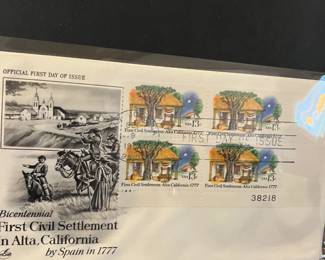 OFFICIAL FIRST DAY OF ISSUE
First Civil Settlement Alta California 1777
USA 13c
First Civil Settlement-Alta California 1777
USA 13c
FIRST DAY OF ISSUE
First Civil Settlement-Alta California 1777
USA 13c
First Civil Settlement-Alta California 1777
USA 13c
38218
Bicentennial
First Civil Settlement
in Alta, California
by Spain in 1777